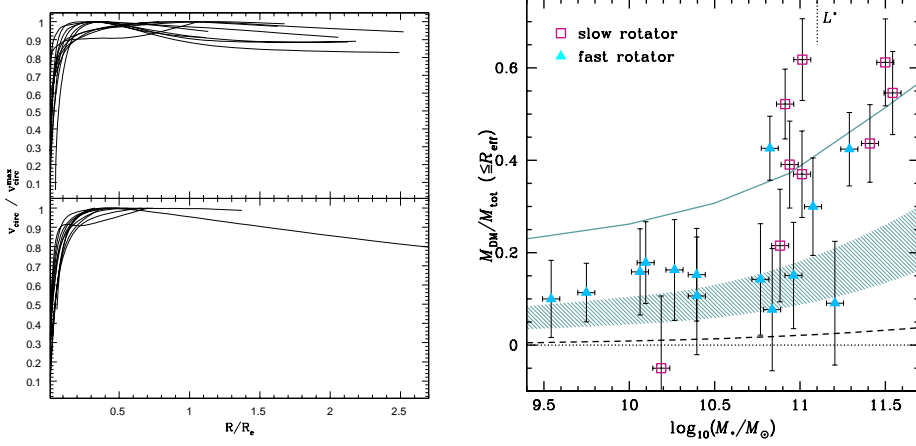 1
0.9
0.8
0.7
0.6
0.5
0.4
0.3
0.2
0.1
1
0.9
0.8
0.7
0.6
0.5
0.4
0.3
0.2
0.1
v_circ / v_circ^max
0.5 1 1.5 2 2.5
R/R_e
L*
slow rotator
fast rotator
0.6
0.4
0.2
0
M_DM/M_tot (≦R_eff)
9.5 10 10.5 11 11.5
log₁₀(M⋆/M⊙)